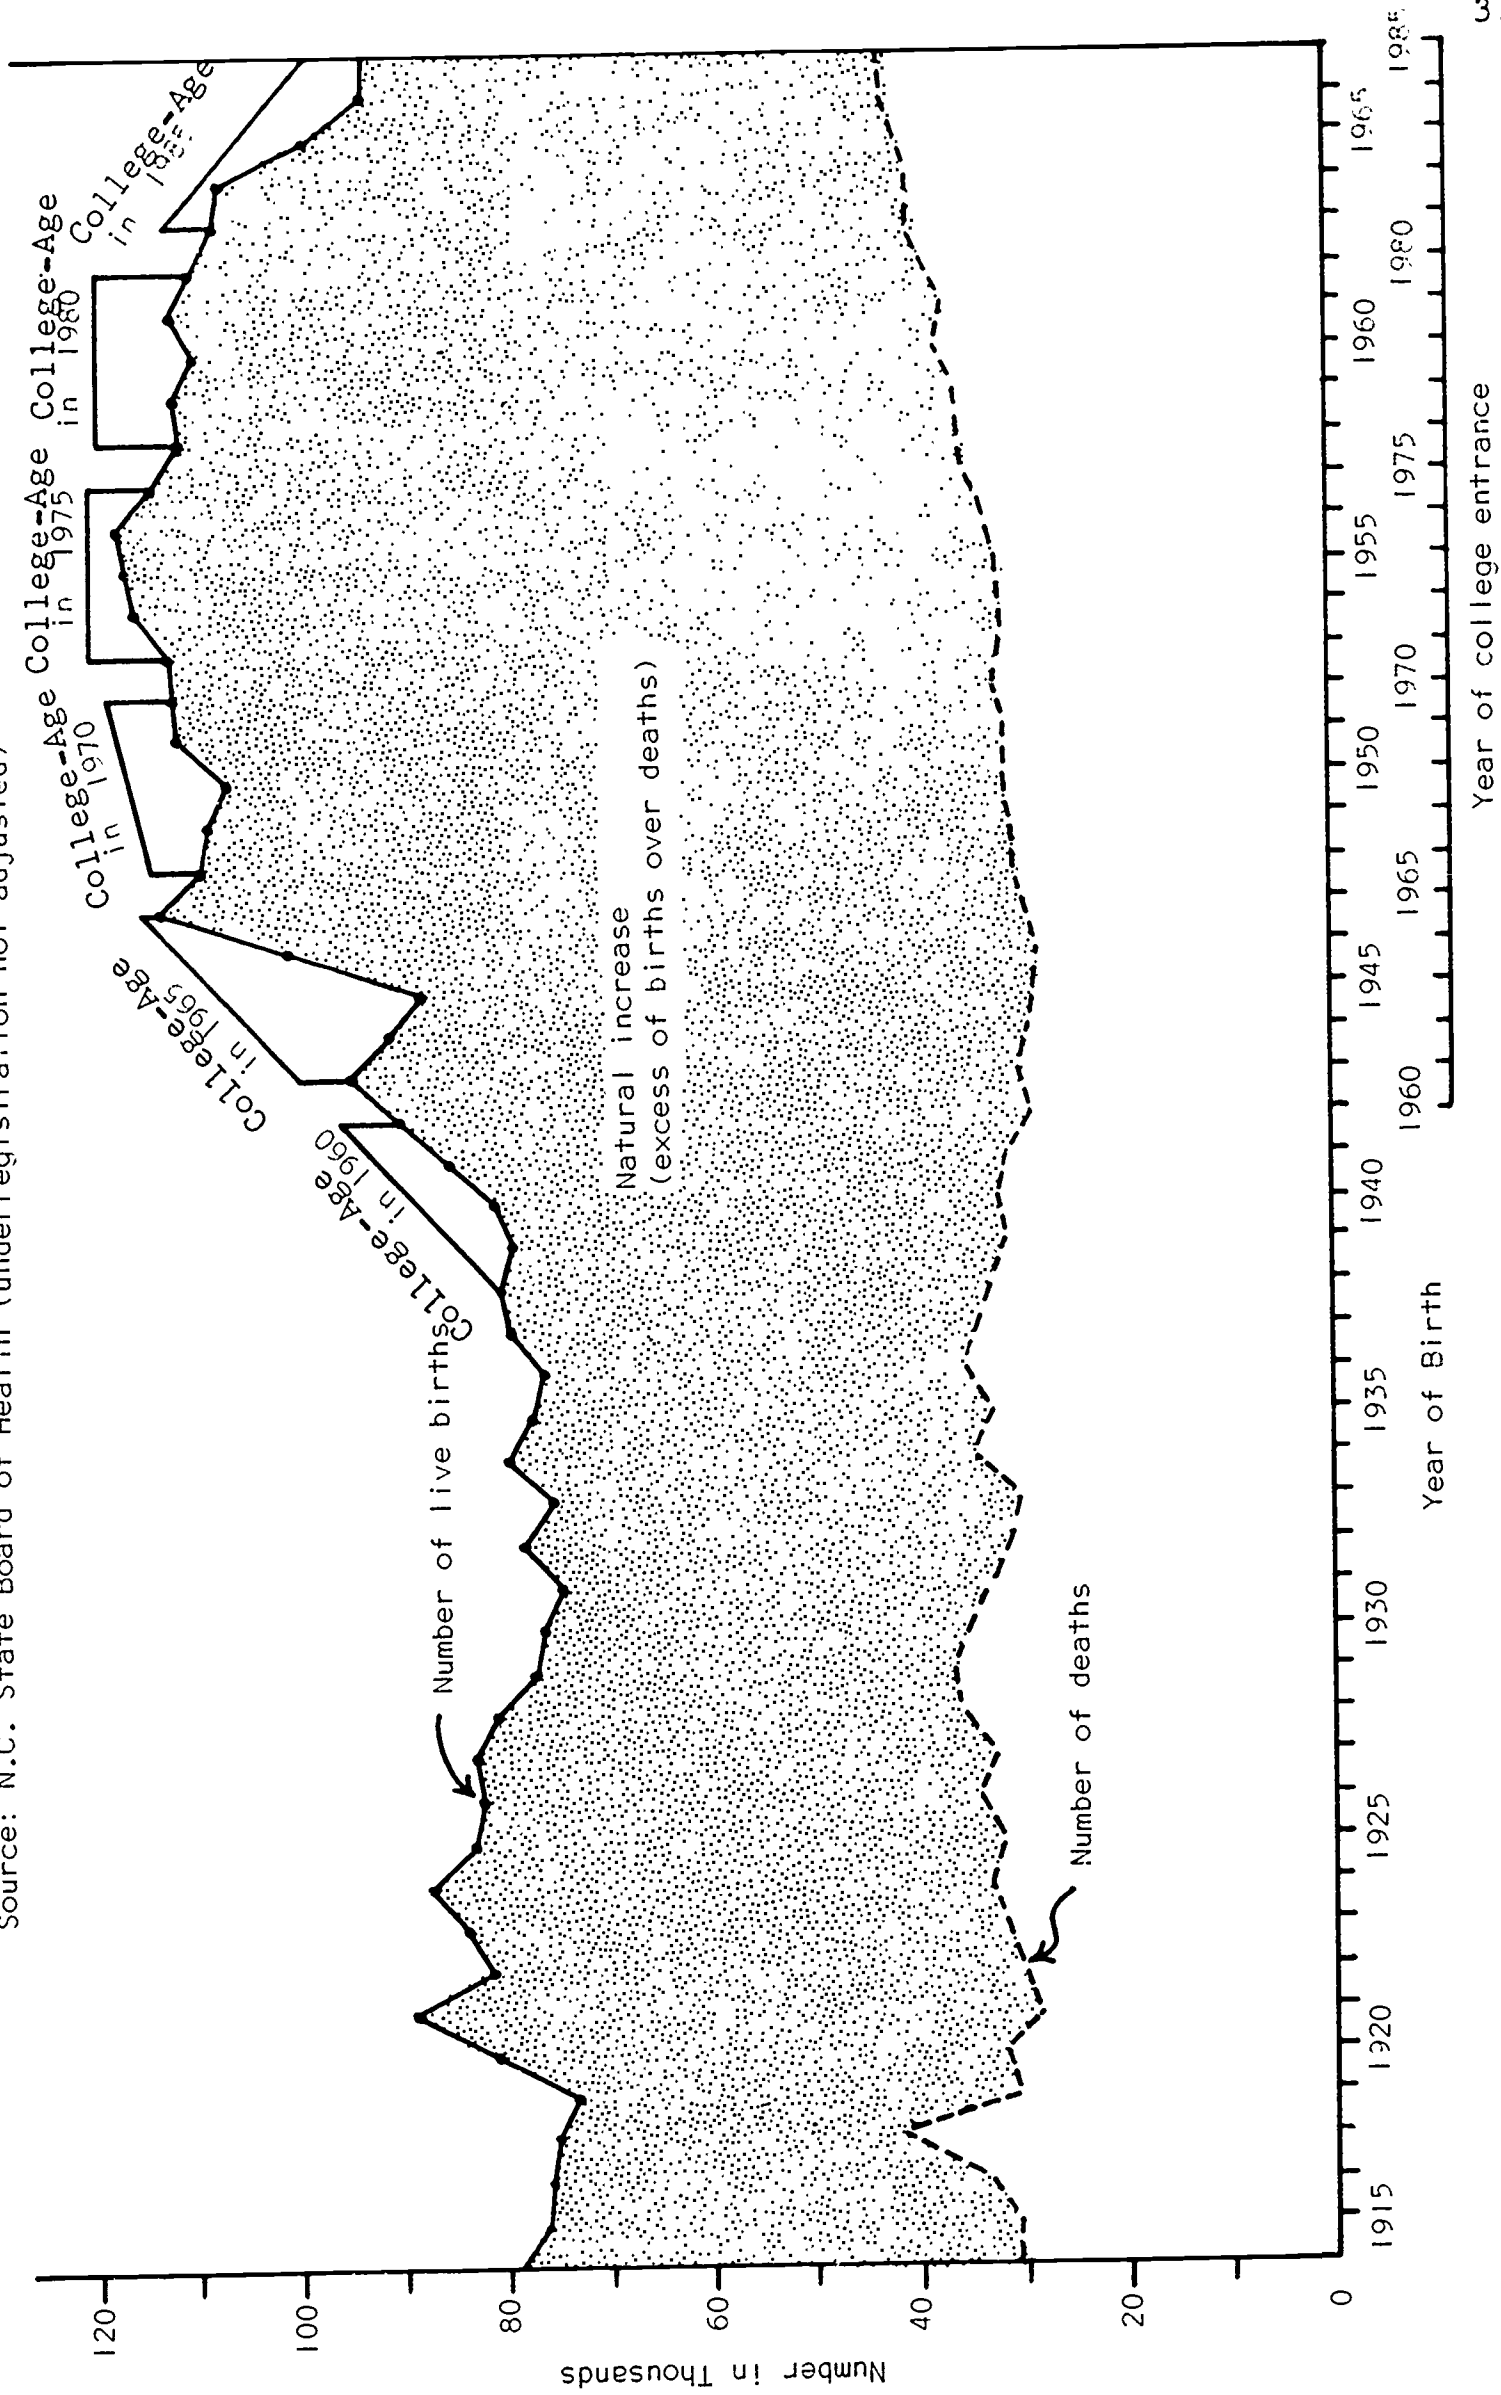 Source: N.C. State Board of Health (underregistration not adjusted)
College-Age
in 1960
College-Age
in 1965
College-Age
in 1970
College-Age
in 1975
College-Age
in 1980
College-Age
in 1985
Number of live births
Natural increase
(excess of births over deaths)
Number of deaths
Number in Thousands
120
100
80
60
40
20
0
1915
1920
1925
1930
1935
1940
1945
1950
1955
1960
1965
Year of Birth
1960
1965
1970
1975
1980
1985
Year of college entrance